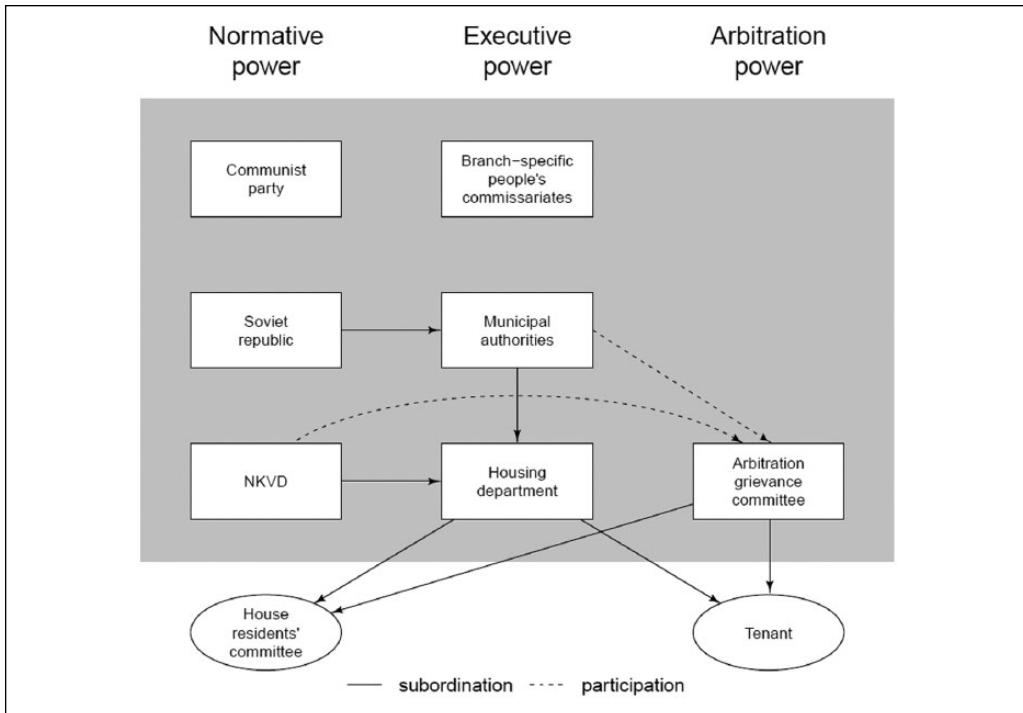 Normative
power
Executive
power
Arbitration
power
Communist
party
Branch−specific
people's
commissariates
Soviet
republic
Municipal
authorities
NKVD
Housing
department
Arbitration
grievance
committee
House
residents'
committee
Tenant
subordination
participation